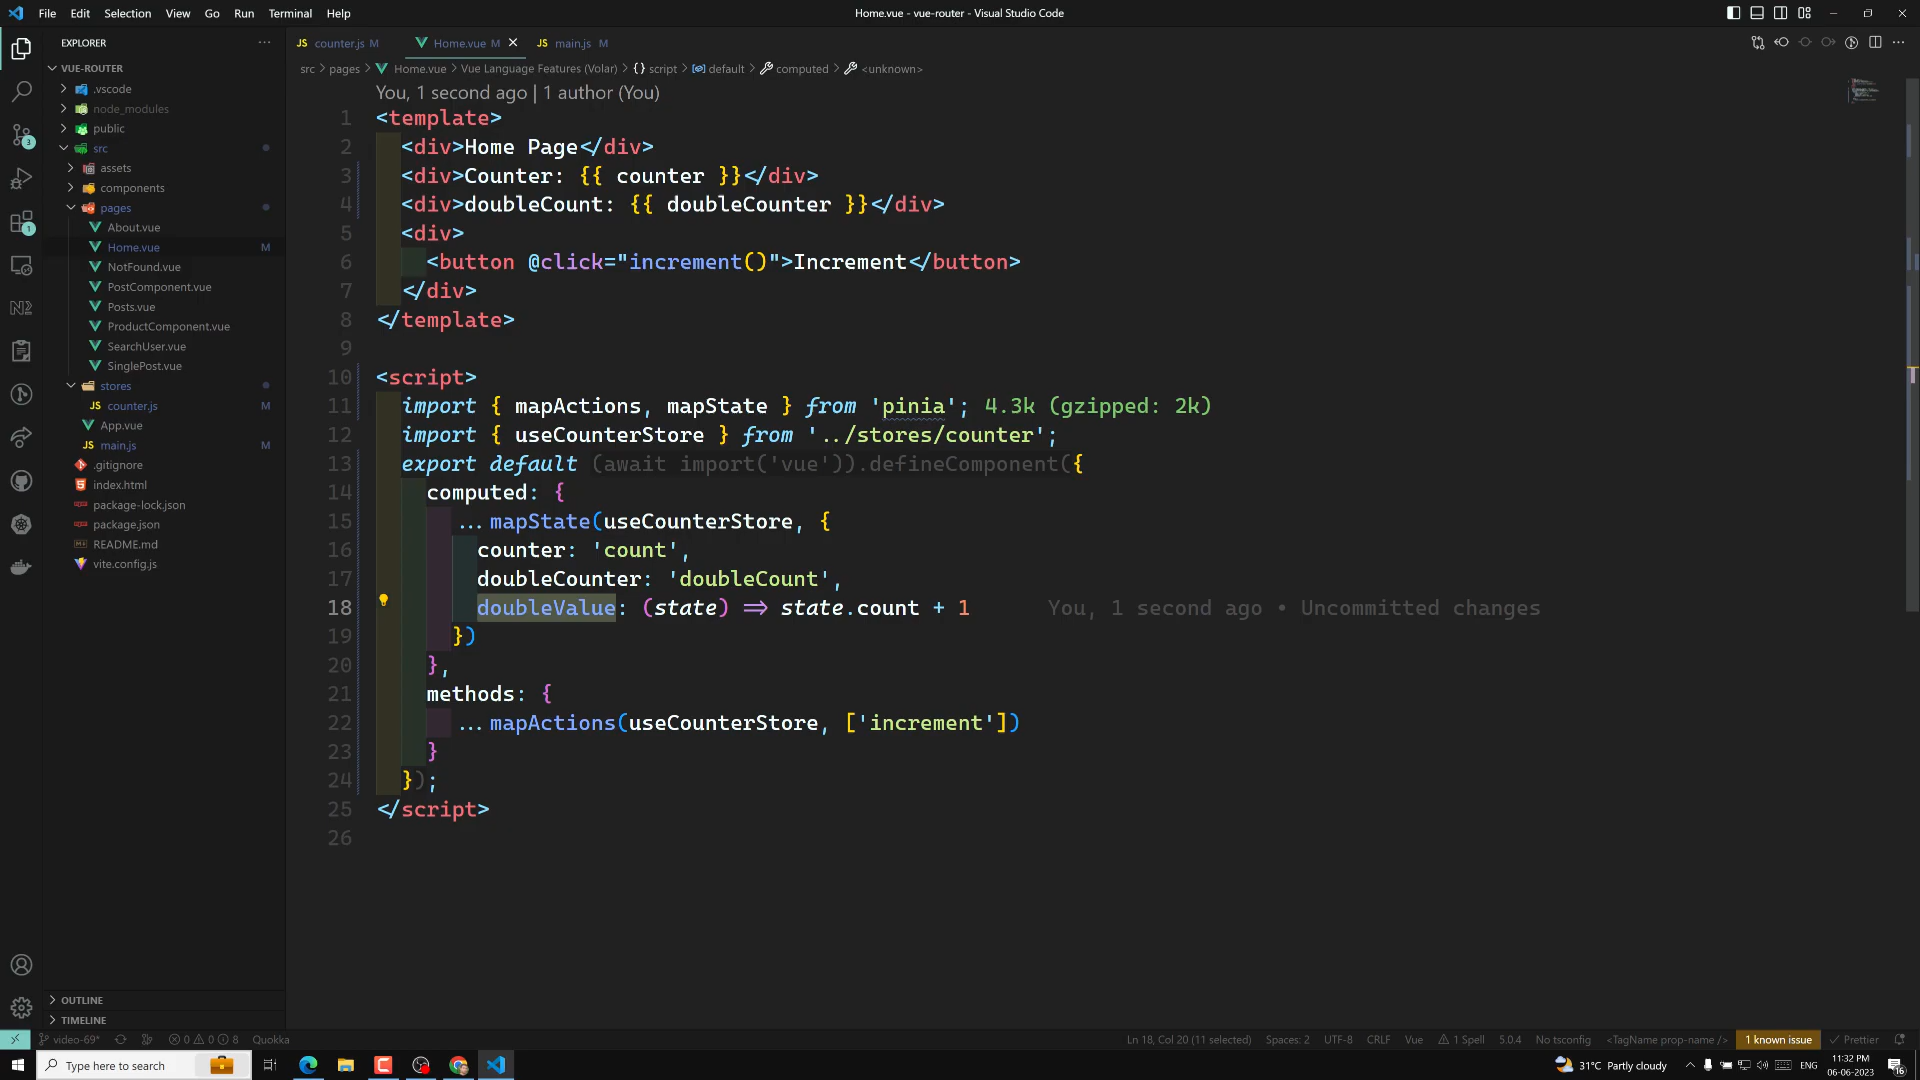 File Edit Selection View Go Run Terminal Help
Home.vue - vue-router - Visual Studio Code
EXPLORER
VUE-ROUTER
.vscode
node_modules
public
src
assets
components
pages
About.vue
Home.vue M
NotFound.vue
PostComponent.vue
Posts.vue
ProductComponent.vue
SearchUser.vue
SinglePost.vue
stores
JS counter.js M
App.vue
JS main.js M
.gitignore
index.html
package-lock.json
package.json
README.md
vite.config.js
OUTLINE
TIMELINE
JS counter.js M
Home.vue M
JS main.js M
src > pages > Home.vue > Vue Language Features (Volar) > {} script > default > computed > <unknown>
You, 1 second ago | 1 author (You)
1 <template>
2 <div>Home Page</div>
3 <div>Counter: {{ counter }}</div>
4 <div>doubleCount: {{ doubleCounter }}</div>
5 <div>
6 <button @click="increment()">Increment</button>
7 </div>
8 </template>
9
10 <script>
11 import { mapActions, mapState } from 'pinia'; 4.3k (gzipped: 2k)
12 import { useCounterStore } from '../stores/counter';
13 export default (await import('vue')).defineComponent({
14 computed: {
15 ...mapState(useCounterStore, {
16 counter: 'count',
17 doubleCounter: 'doubleCount',
18 doubleValue: (state) => state.count + 1 You, 1 second ago • Uncommitted changes
19 })
20 },
21 methods: {
22 ...mapActions(useCounterStore, ['increment'])
23 }
24 });
25 </script>
26
video-69* 0 0 8 Quokka
Ln 18, Col 20 (11 selected) Spaces: 2 UTF-8 CRLF Vue 1 Spell 5.0.4 No tsconfig <TagName prop-name /> 1 known issue Prettier
Type here to search
31°C Partly cloudy ENG 11:32 PM
06-06-2023 16